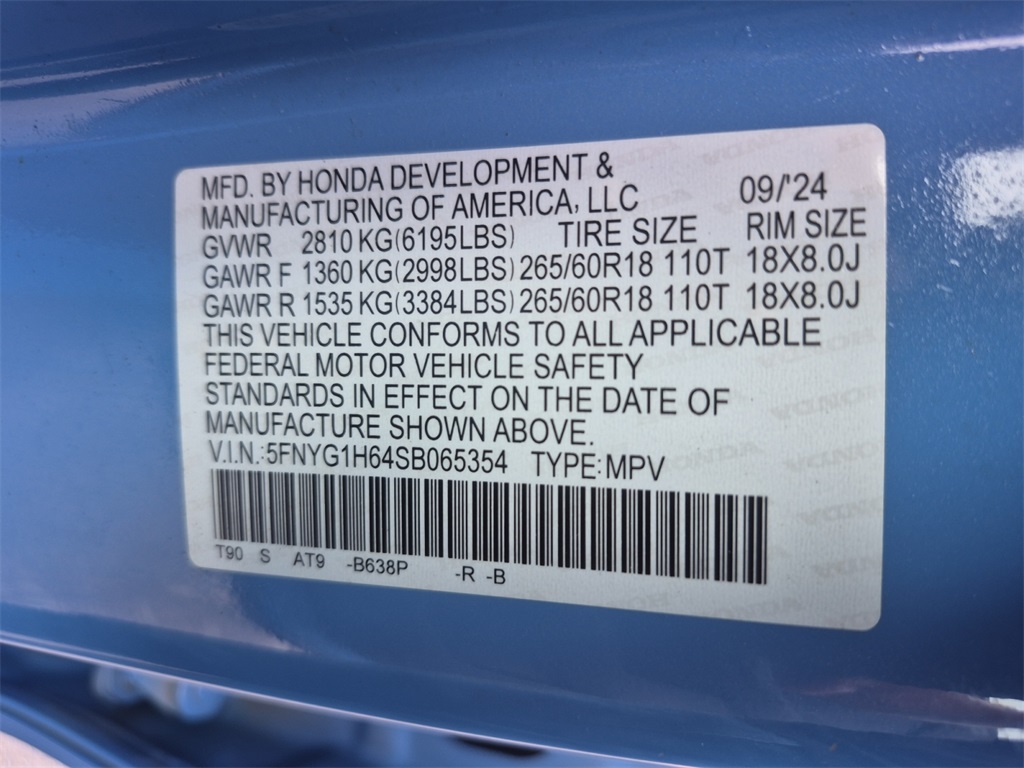 MFD. BY HONDA DEVELOPMENT &
MANUFACTURING OF AMERICA, LLC 09/'24
GVWR 2810 KG(6195LBS) TIRE SIZE RIM SIZE
GAWR F 1360 KG(2998LBS) 265/60R18 110T 18X8.0J
GAWR R 1535 KG(3384LBS) 265/60R18 110T 18X8.0J
THIS VEHICLE CONFORMS TO ALL APPLICABLE
FEDERAL MOTOR VEHICLE SAFETY
STANDARDS IN EFFECT ON THE DATE OF
MANUFACTURE SHOWN ABOVE.
V.I.N.:5FNYG1H64SB065354 TYPE:MPV
T90 S AT9 -B638P -R -B